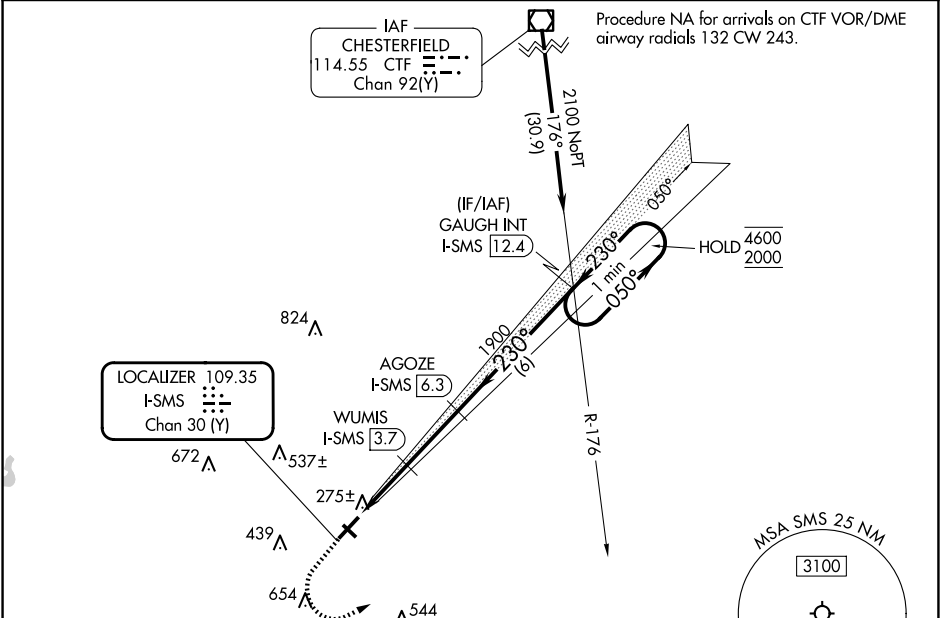 IAF
CHESTERFIELD
114.55 CTF
Chan 92(Y)
Procedure NA for arrivals on CTF VOR/DME
airway radials 132 CW 243.
2100 NoPT
176°
(30.9)
(IF/IAF)
GAUGH INT
I-SMS 12.4
050°
230°
1 min
050°
HOLD 4600
2000
824
1900
230°
(6)
AGOZE
I-SMS 6.3
LOCALIZER 109.35
I-SMS
Chan 30 (Y)
WUMIS
I-SMS 3.7
R-176
672
537±
275±
439
654
544
MSA SMS 25 NM
3100